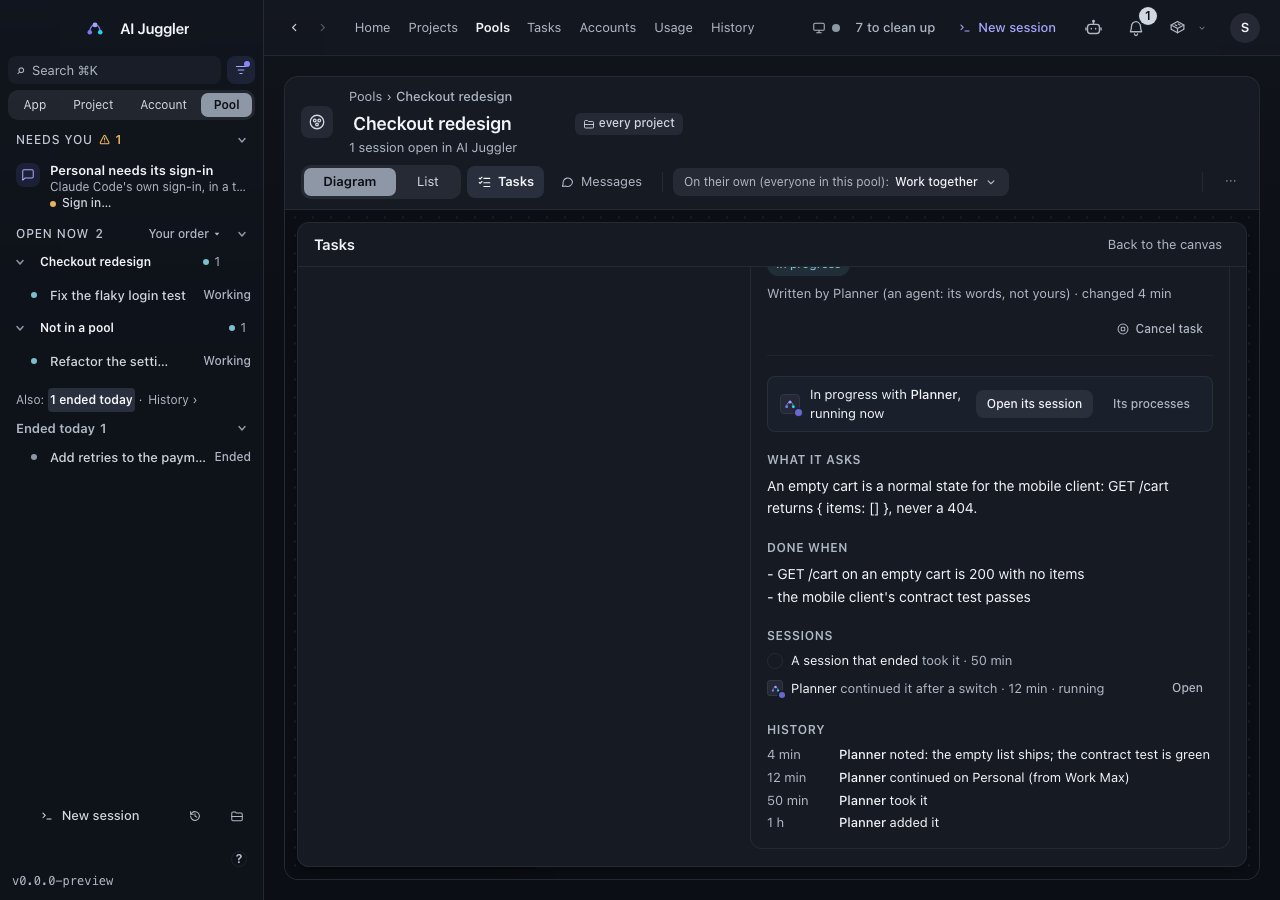 AI Juggler
Search ⌘K
App Project Account Pool
NEEDS YOU 1
Personal needs its sign-in
Claude Code's own sign-in, in a t...
Sign in...
OPEN NOW 2 Your order
Checkout redesign 1
Fix the flaky login test Working
Not in a pool 1
Refactor the setti... Working
Also: 1 ended today · History ›
Ended today 1
Add retries to the paym... Ended
New session
?
v0.0.0-preview
Home Projects Pools Tasks Accounts Usage History
7 to clean up
New session
1
S
Pools › Checkout redesign
Checkout redesign
every project
1 session open in AI Juggler
Diagram List Tasks Messages
On their own (everyone in this pool): Work together
Tasks
Back to the canvas
Written by Planner (an agent: its words, not yours) · changed 4 min
Cancel task
In progress with Planner,
running now
Open its session Its processes
WHAT IT ASKS
An empty cart is a normal state for the mobile client: GET /cart
returns { items: [] }, never a 404.
DONE WHEN
- GET /cart on an empty cart is 200 with no items
- the mobile client's contract test passes
SESSIONS
A session that ended took it · 50 min
Planner continued it after a switch · 12 min · running Open
HISTORY
4 min Planner noted: the empty list ships; the contract test is green
12 min Planner continued on Personal (from Work Max)
50 min Planner took it
1 h Planner added it